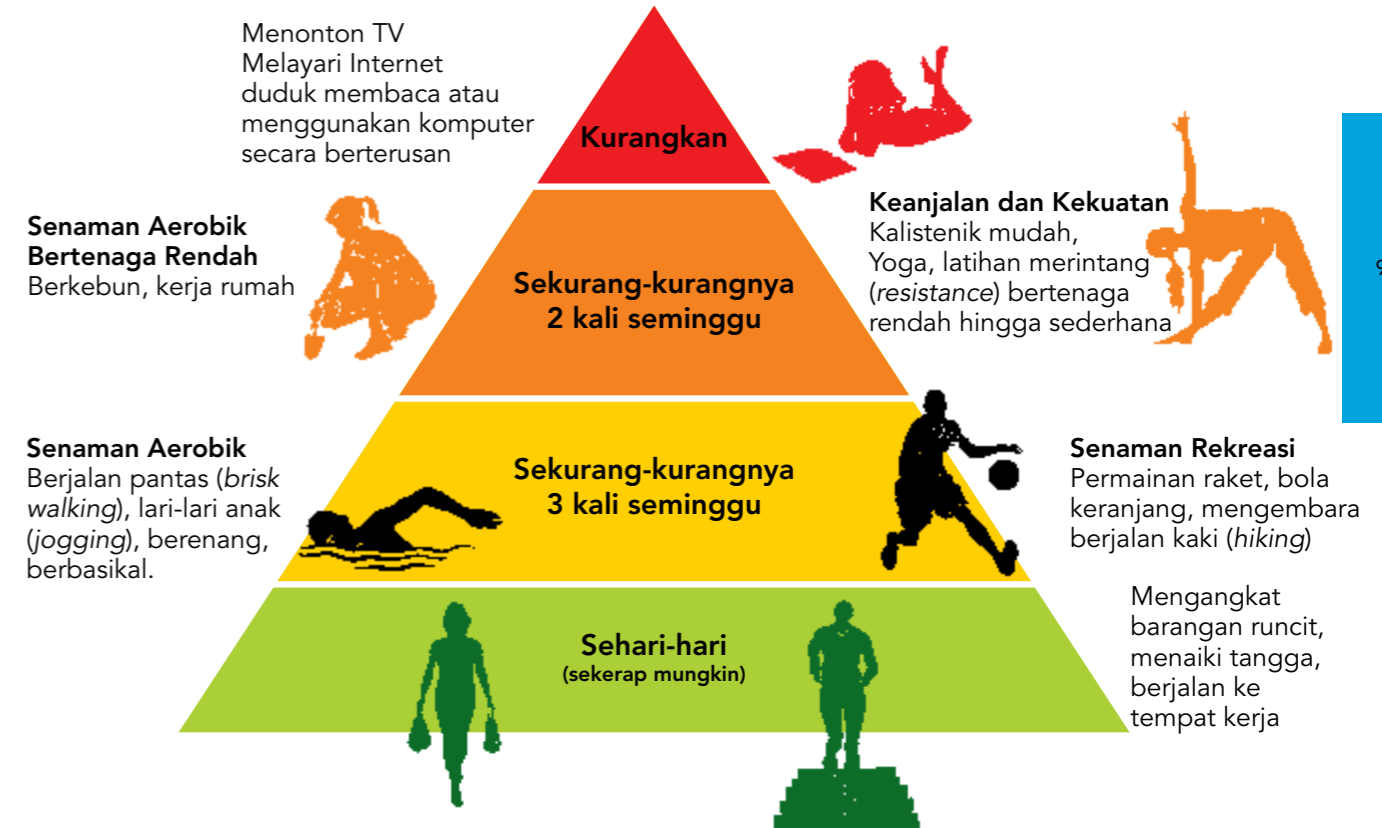 Menonton TV
Melayari Internet
duduk membaca atau
menggunakan komputer
secara berterusan
Kurangkan
Senaman Aerobik
Bertenaga Rendah
Berkebun, kerja rumah
Sekurang-kurangnya
2 kali seminggu
Keanjalan dan Kekuatan
Kalistenik mudah,
Yoga, latihan merintang
(resistance) bertenaga
rendah hingga sederhana
Senaman Aerobik
Berjalan pantas (brisk
walking), lari-lari anak
(jogging), berenang,
berbasikal.
Sekurang-kurangnya
3 kali seminggu
Senaman Rekreasi
Permainan raket, bola
keranjang, mengembara
berjalan kaki (hiking)
Sehari-hari
(sekerap mungkin)
Mengangkat
barangan runcit,
menaiki tangga,
berjalan ke
tempat kerja